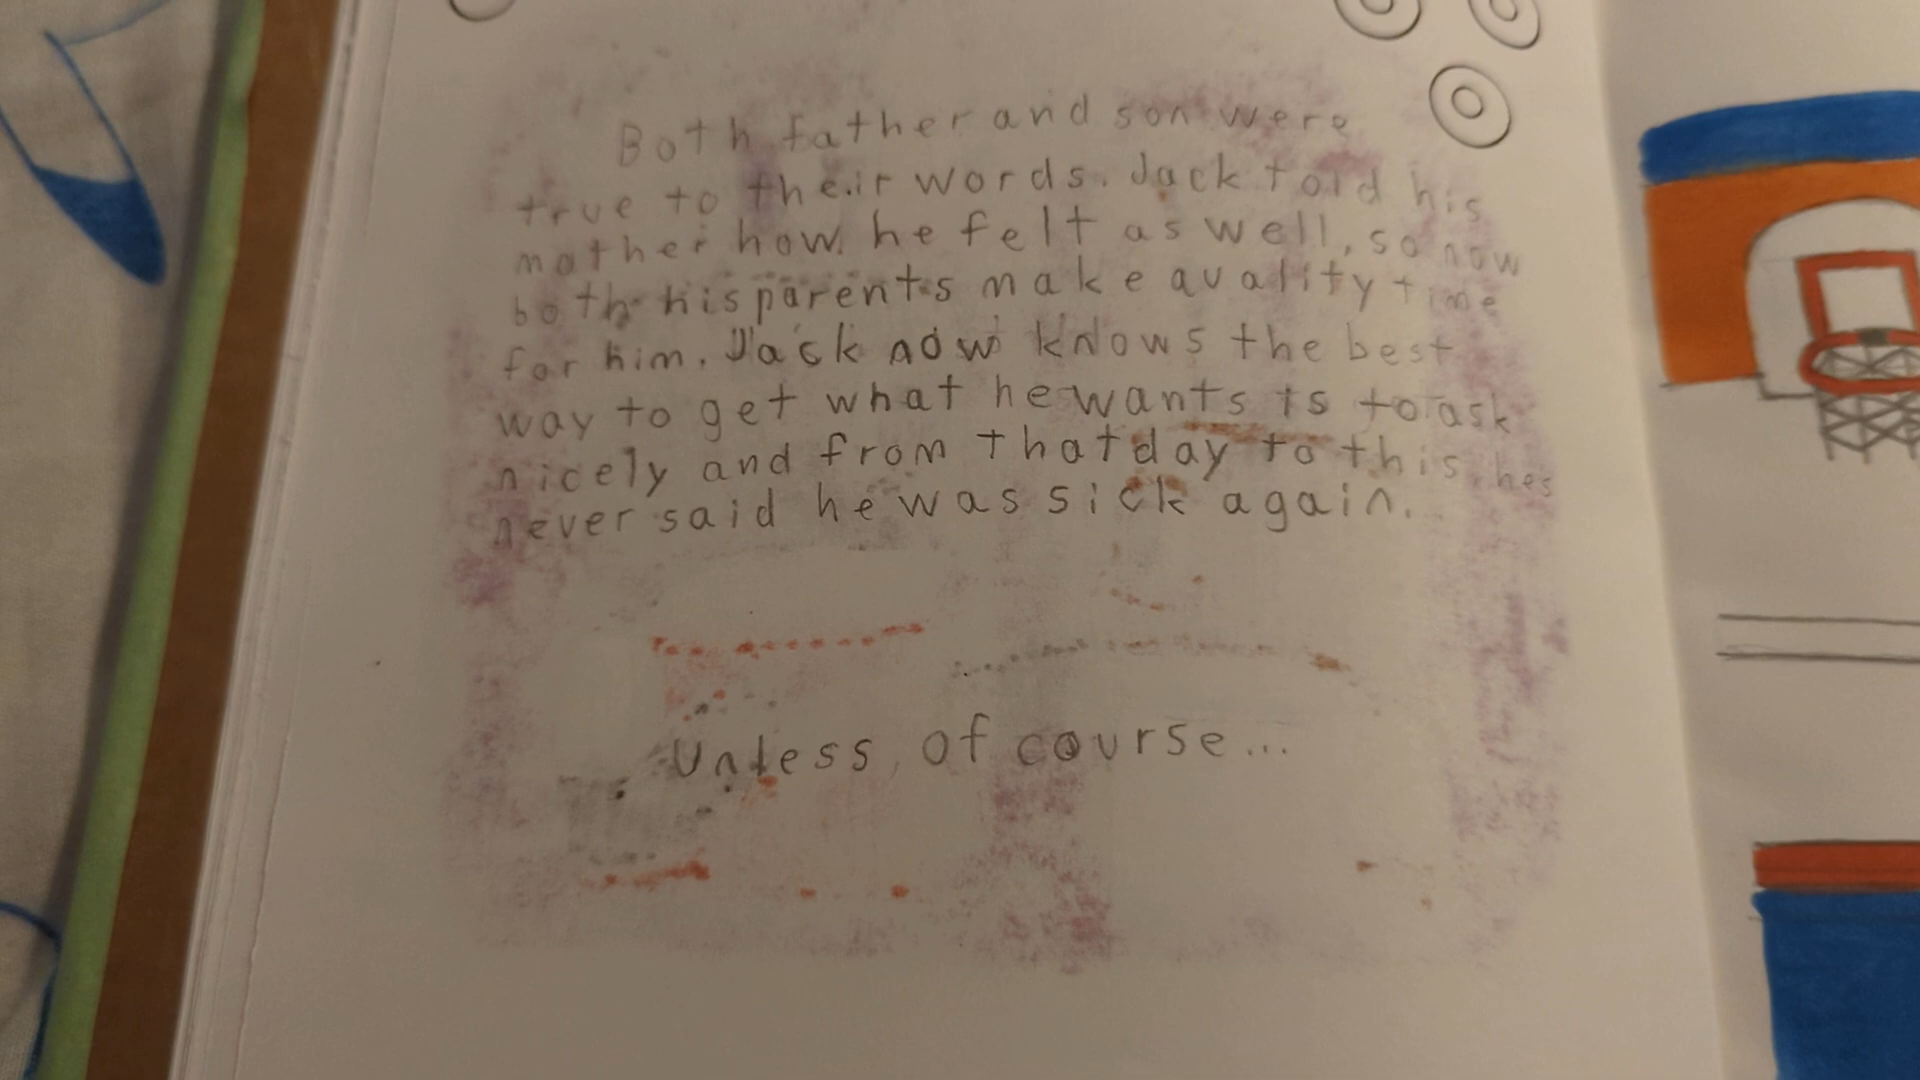 Both father and son were
true to their words. Jack told his
mother how he felt as well, so now
both his parents make quality time
for him. Jack now knows the best
way to get what he wants is to ask
nicely and from that day to this, hes
never said he was sick again.
Unless, of course...